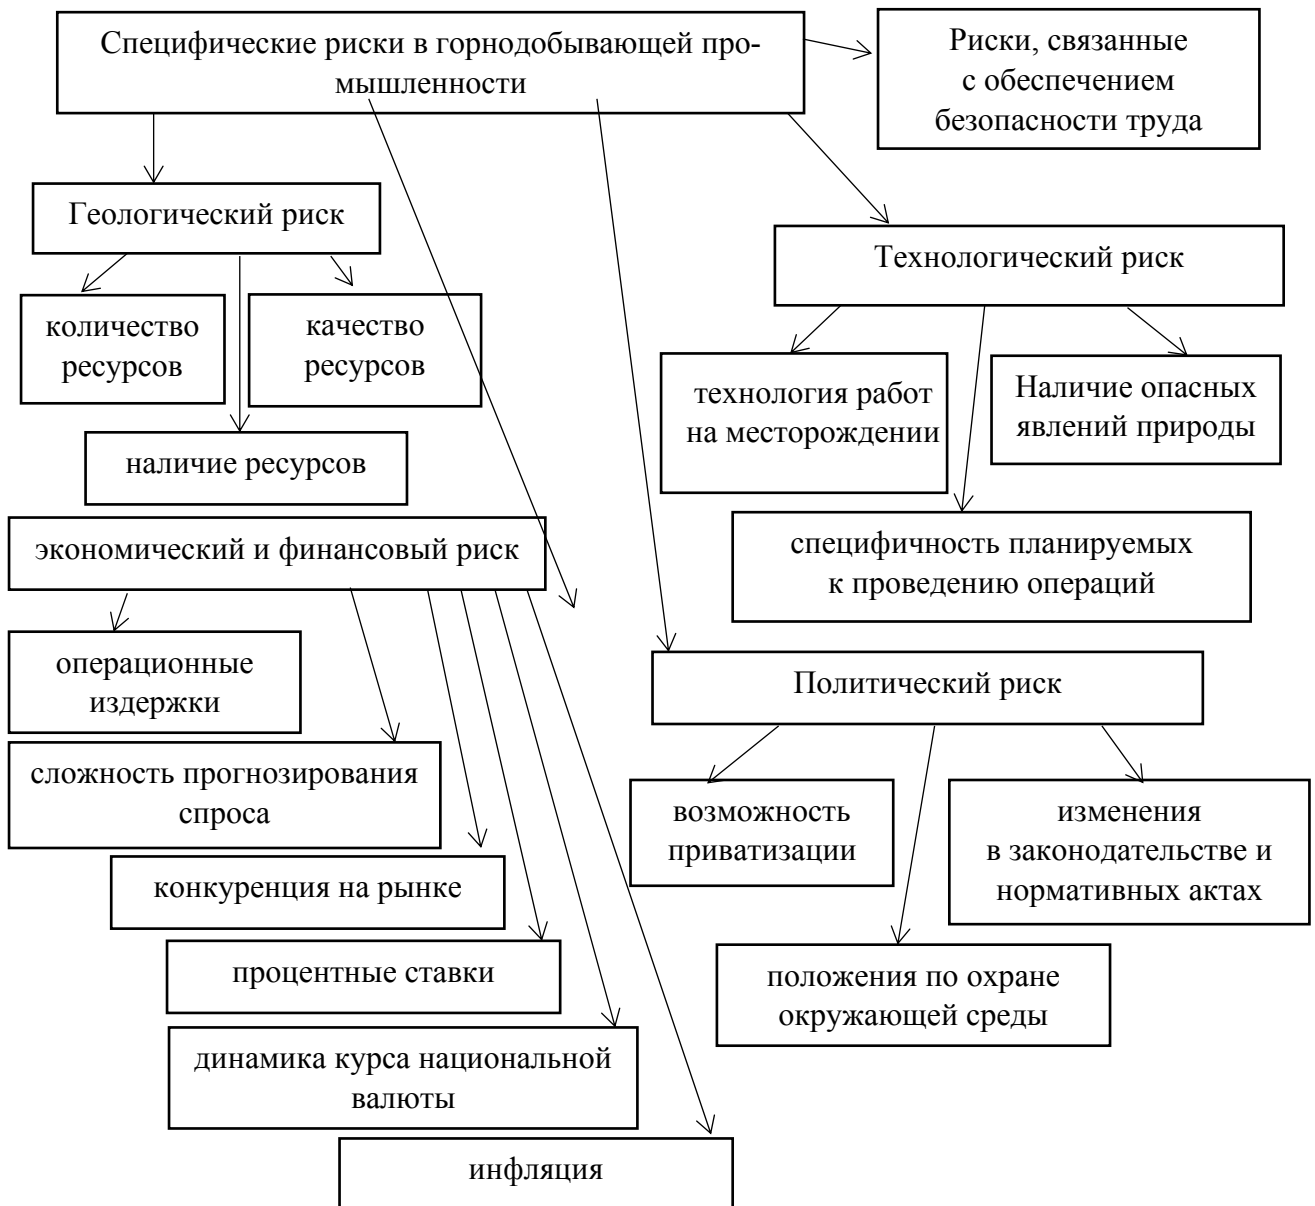 Специфические риски в горнодобывающей про-
мышленности
Риски, связанные
с обеспечением
безопасности труда
Геологический риск
количество
ресурсов
качество
ресурсов
наличие ресурсов
Технологический риск
технология работ
на месторождении
Наличие опасных
явлений природы
специфичность планируемых
к проведению операций
экономический и финансовый риск
операционные
издержки
сложность прогнозирования
спроса
конкуренция на рынке
процентные ставки
динамика курса национальной
валюты
инфляция
Политический риск
возможность
приватизации
изменения
в законодательстве и
нормативных актах
положения по охране
окружающей среды